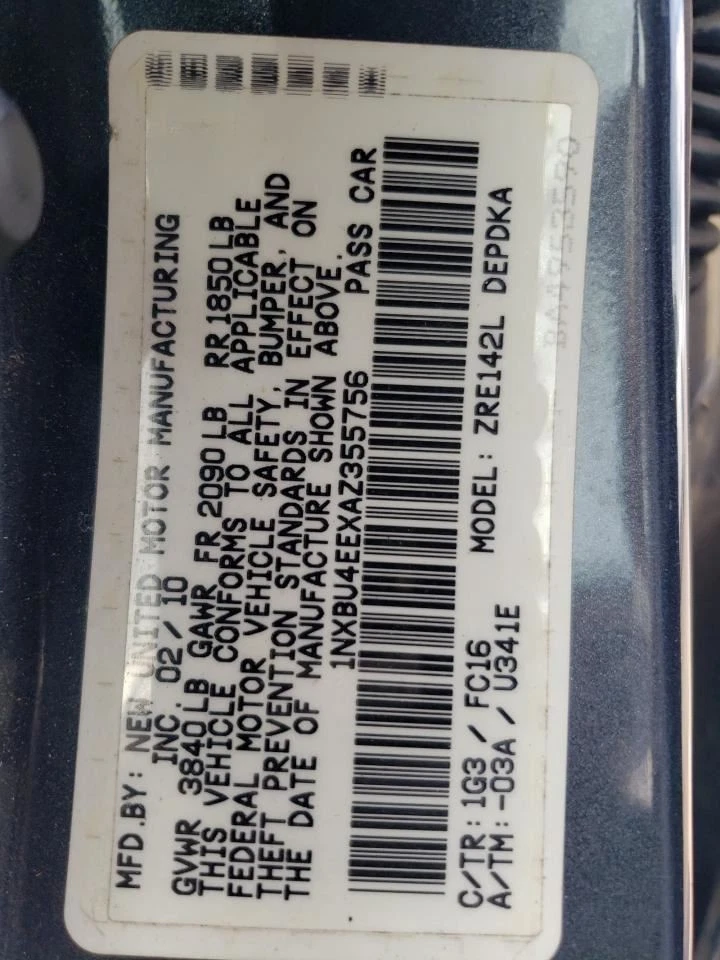 MFD.BY: NEW UNITED MOTOR MANUFACTURING
INC. 02/10
GVWR 3840LB GAWR FR 2090LB RR1850LB
THIS VEHICLE CONFORMS TO ALL APPLICABLE
FEDERAL MOTOR VEHICLE SAFETY, BUMPER, AND
THEFT PREVENTION STANDARDS IN EFFECT ON
THE DATE OF MANUFACTURE SHOWN ABOVE.
1NXBU4EEXAZ355756 PASS CAR
C/TR: 1G3 / FC16 MODEL: ZRE142L DEPDKA
A/TM: -03A / U341E